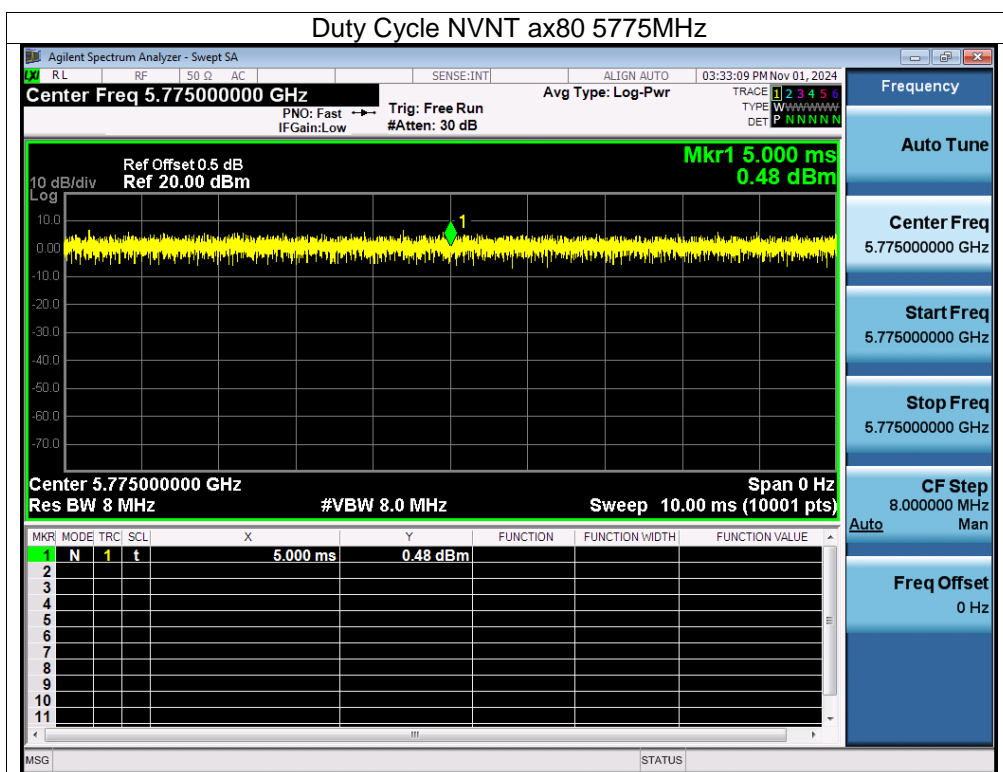 Duty Cycle NVNT ax80 5775MHz
Agilent Spectrum Analyzer - Swept SA
LXI RL RF 50 Ω AC SENSE:INT ALIGN AUTO 03:33:09 PM Nov 01, 2024
Center Freq 5.775000000 GHz
PNO: Fast
IFGain:Low
Trig: Free Run
#Atten: 30 dB
Avg Type: Log-Pwr
TRACE 1 2 3 4 5 6
TYPE WWWWWW
DET P N N N N N
Ref Offset 0.5 dB
10 dB/div Ref 20.00 dBm
Log
Mkr1 5.000 ms
0.48 dBm
10.0
0.00
-10.0
-20.0
-30.0
-40.0
-50.0
-60.0
-70.0
1
Center 5.775000000 GHz Span 0 Hz
Res BW 8 MHz #VBW 8.0 MHz Sweep 10.00 ms (10001 pts)
MKR MODE TRC SCL X Y FUNCTION FUNCTION WIDTH FUNCTION VALUE
1 N 1 t 5.000 ms 0.48 dBm
2
3
4
5
6
7
8
9
10
11
MSG STATUS
Frequency
Auto Tune
Center Freq
5.775000000 GHz
Start Freq
5.775000000 GHz
Stop Freq
5.775000000 GHz
CF Step
8.000000 MHz
Auto Man
Freq Offset
0 Hz